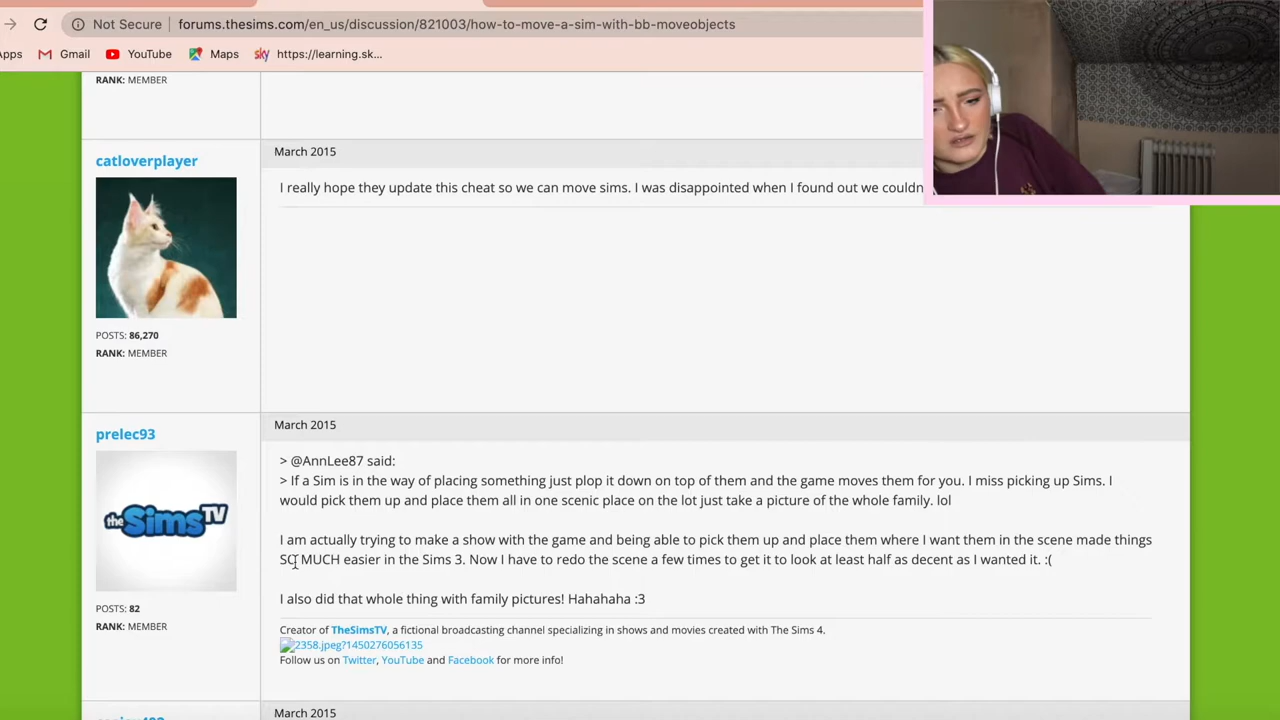 Not Secure forums.thesims.com/en_us/discussion/821003/how-to-move-a-sim-with-bb-moveobjects
Apps Gmail YouTube Maps sky https://learning.sk...
RANK: MEMBER
March 2015
catloverplayer
I really hope they update this cheat so we can move sims. I was disappointed when I found out we couldn
POSTS: 86,270
RANK: MEMBER
March 2015
prelec93
> @AnnLee87 said:
> If a Sim is in the way of placing something just plop it down on top of them and the game moves them for you. I miss picking up Sims. I
would pick them up and place them all in one scenic place on the lot just take a picture of the whole family. lol
the Sims TV
I am actually trying to make a show with the game and being able to pick them up and place them where I want them in the scene made things
SO MUCH easier in the Sims 3. Now I have to redo the scene a few times to get it to look at least half as decent as I wanted it. :(
I also did that whole thing with family pictures! Hahahaha :3
POSTS: 82
RANK: MEMBER
Creator of TheSimsTV, a fictional broadcasting channel specializing in shows and movies created with The Sims 4.
2358.jpeg?1450276056135
Follow us on Twitter, YouTube and Facebook for more info!
March 2015